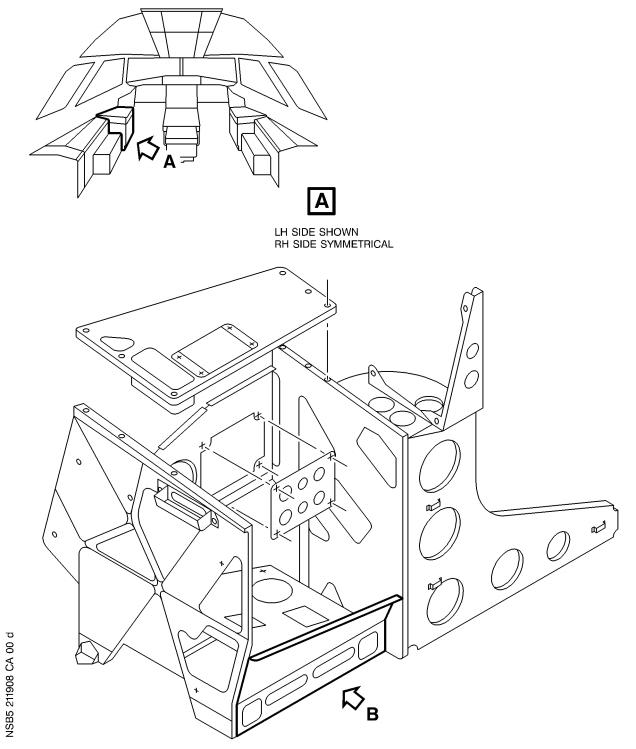 A
A
LH SIDE SHOWN
RH SIDE SYMMETRICAL
B
NSB5 211908 CA 00 d